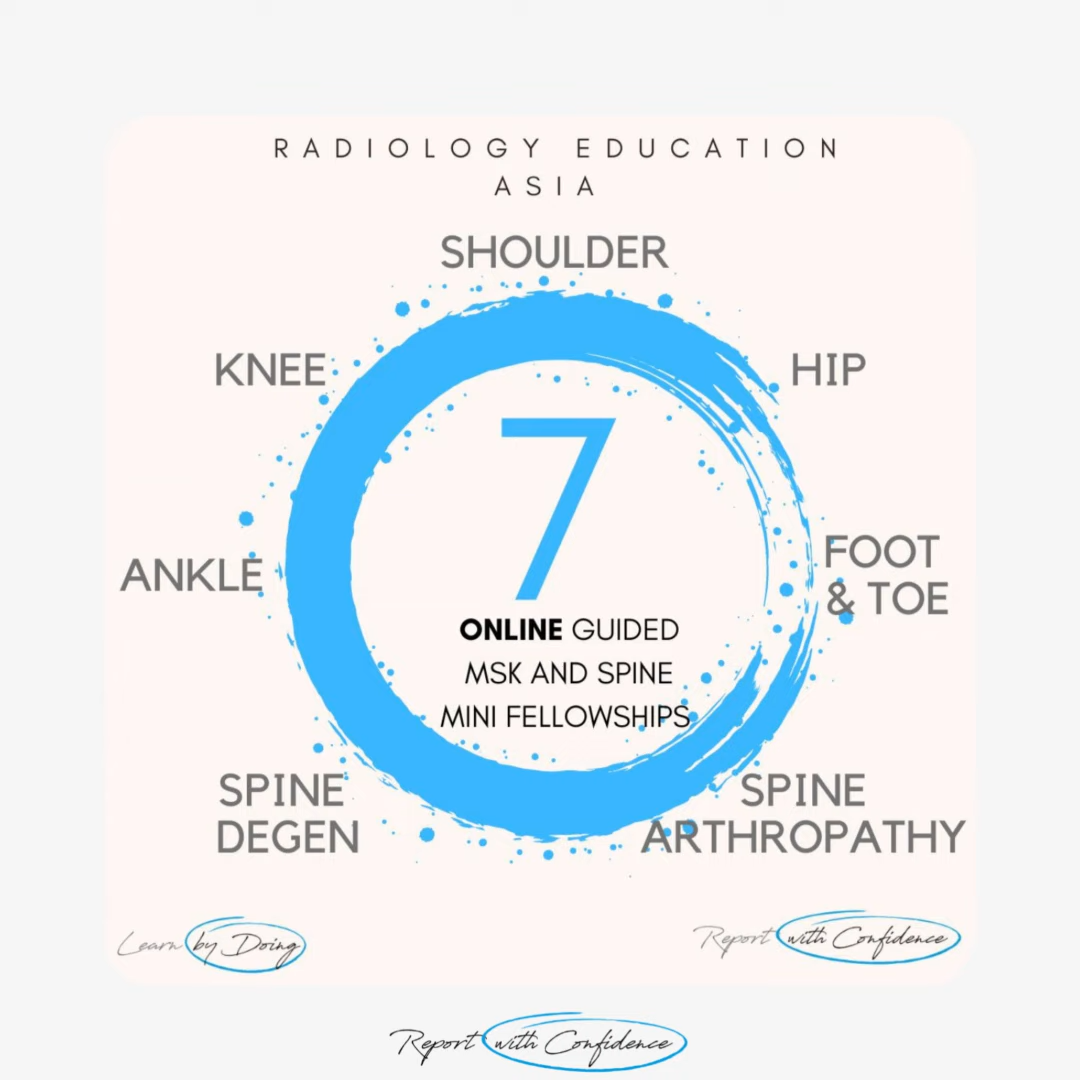 RADIOLOGY EDUCATION
ASIA
SHOULDER
KNEE
HIP
7
ANKLE
FOOT
& TOE
ONLINE GUIDED
MSK AND SPINE
MINI FELLOWSHIPS
SPINE
DEGEN
SPINE
ARTHROPATHY
Learn by Doing
Report with Confidence
Report with Confidence